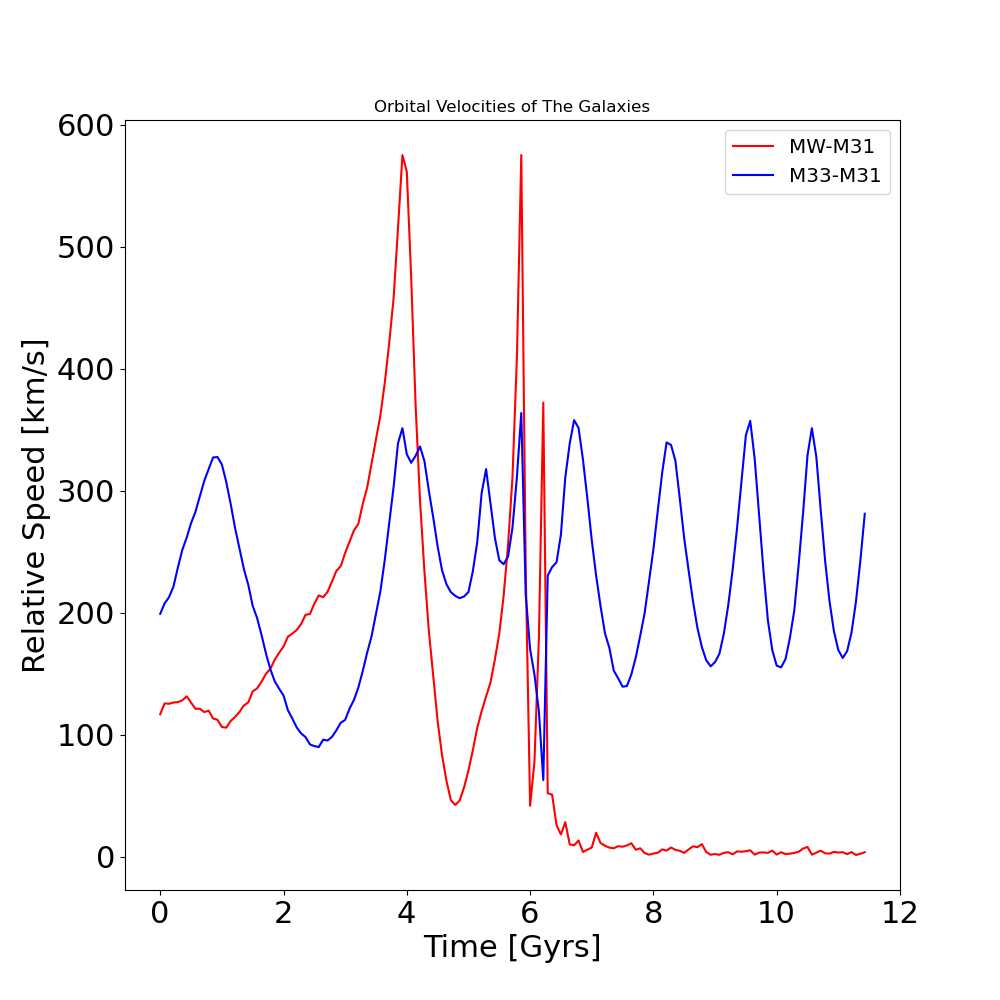 Orbital Velocities of The Galaxies
MW-M31
M33-M31
600
500
400
300
200
100
0
Relative Speed [km/s]
0 2 4 6 8 10 12
Time [Gyrs]